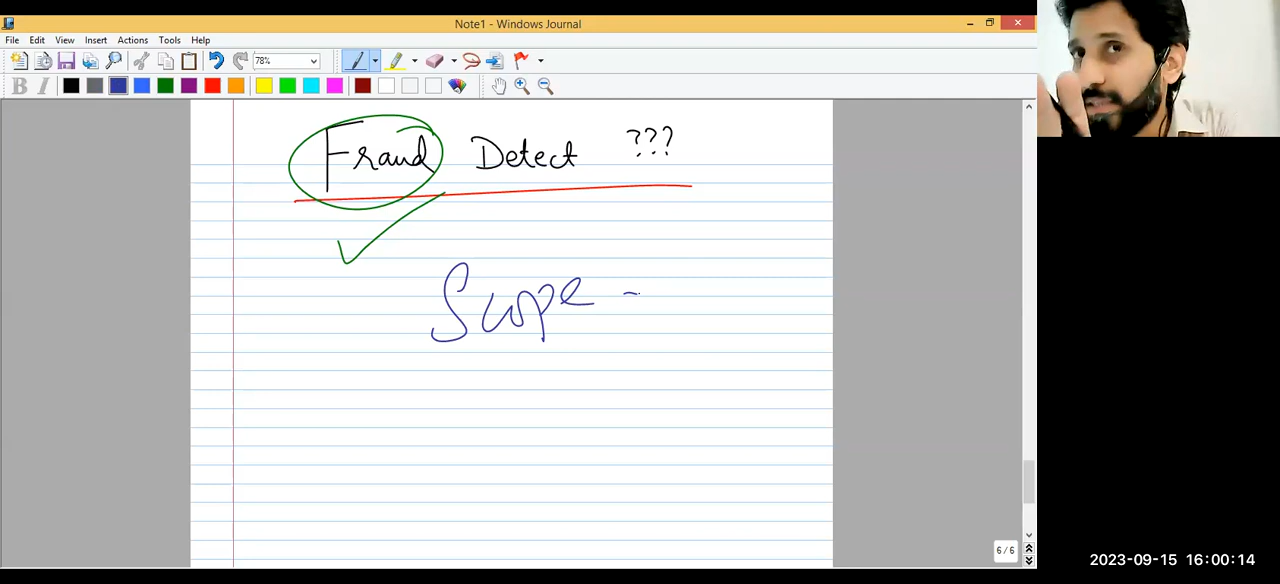 Note1 - Windows Journal
File Edit View Insert Actions Tools Help
78%
B I
Fraud Detect ???
Scope -
6 / 6
2023-09-15 16:00:14